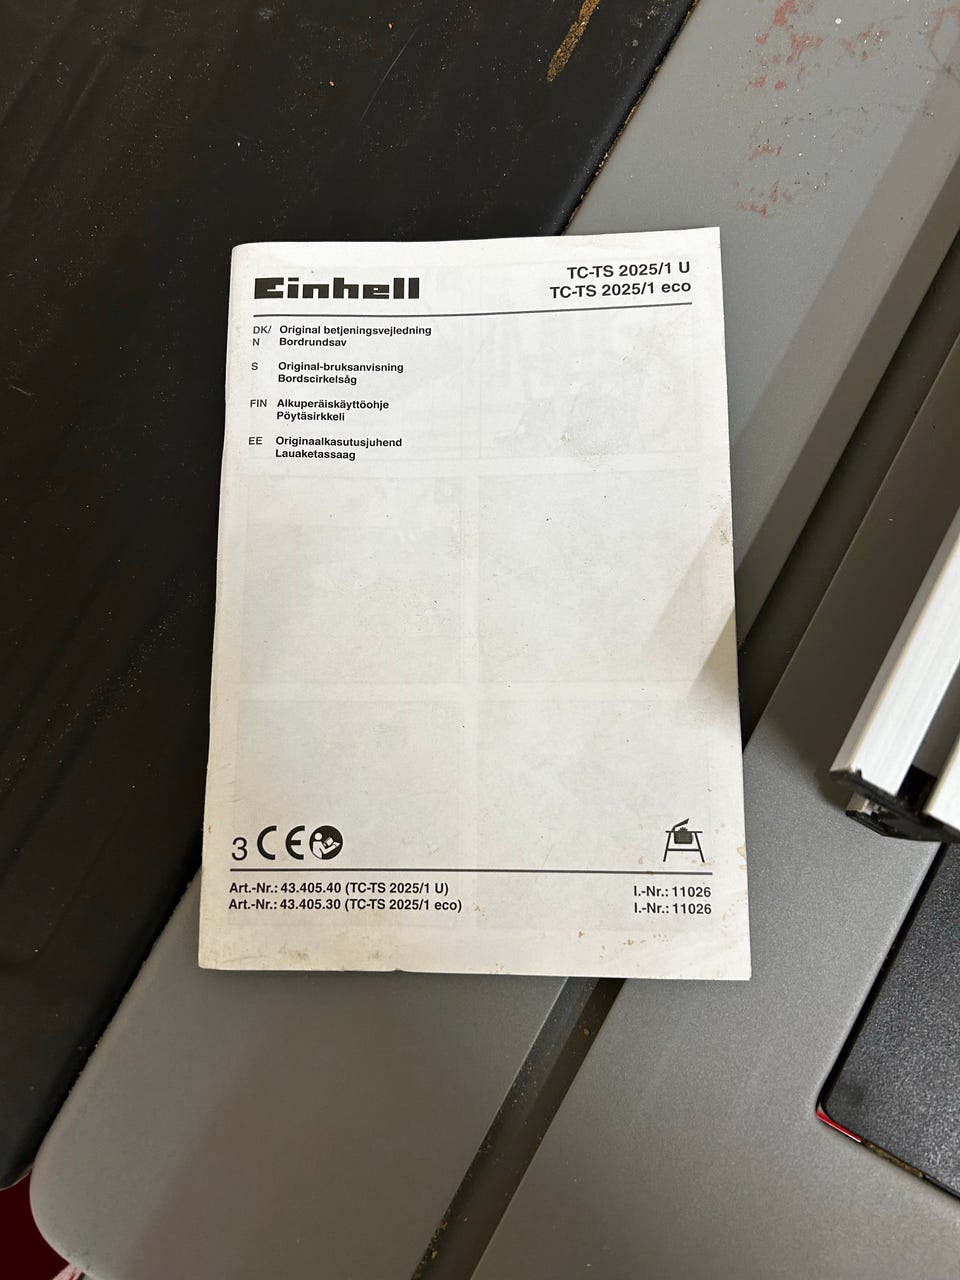 Einhell
TC-TS 2025/1 U
TC-TS 2025/1 eco
DK/ Original betjeningsvejledning
N Bordrundsav
S Original-bruksanvisning
Bordscirkelsåg
FIN Alkuperäiskäyttöohje
Pöytäsirkkeli
EE Originaalkasutusjuhend
Lauaketassaag
3 CE
Art.-Nr.: 43.405.40 (TC-TS 2025/1 U) I.-Nr.: 11026
Art.-Nr.: 43.405.30 (TC-TS 2025/1 eco) I.-Nr.: 11026